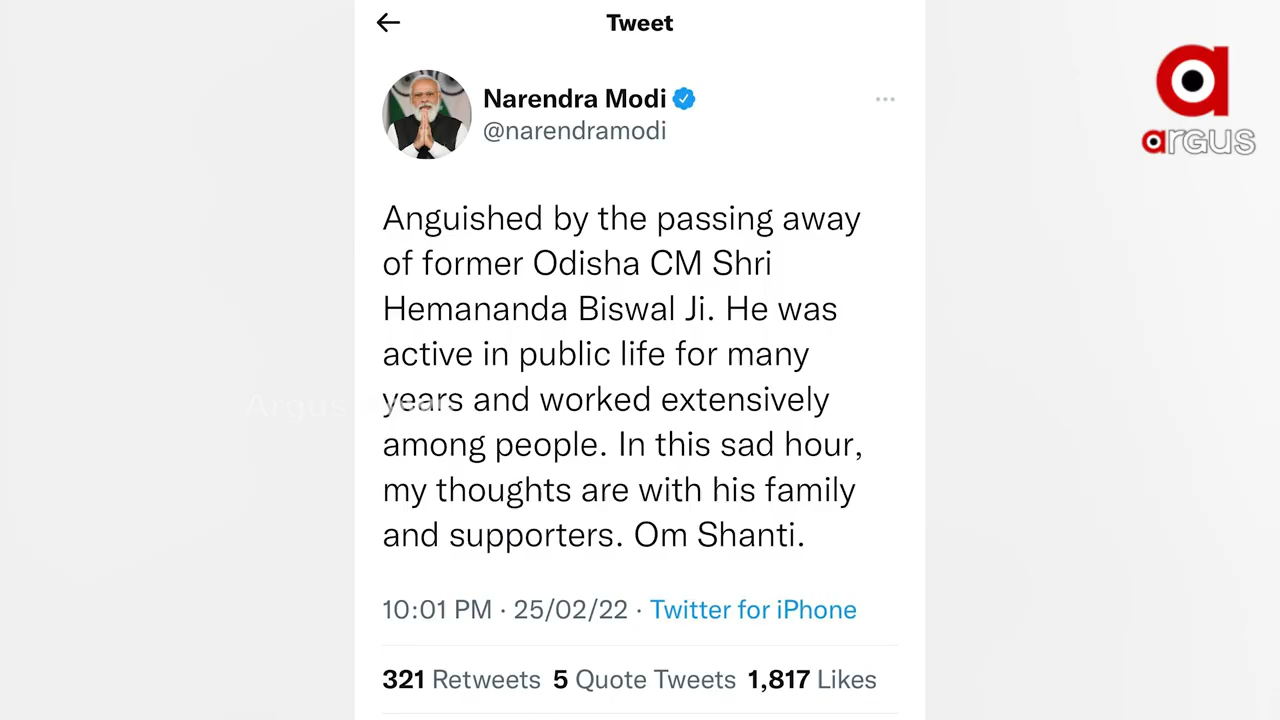 Tweet
Narendra Modi
@narendramodi
Anguished by the passing away
of former Odisha CM Shri
Hemananda Biswal Ji. He was
active in public life for many
years and worked extensively
among people. In this sad hour,
my thoughts are with his family
and supporters. Om Shanti.
10:01 PM · 25/02/22 · Twitter for iPhone
321 Retweets 5 Quote Tweets 1,817 Likes
argus
Argus